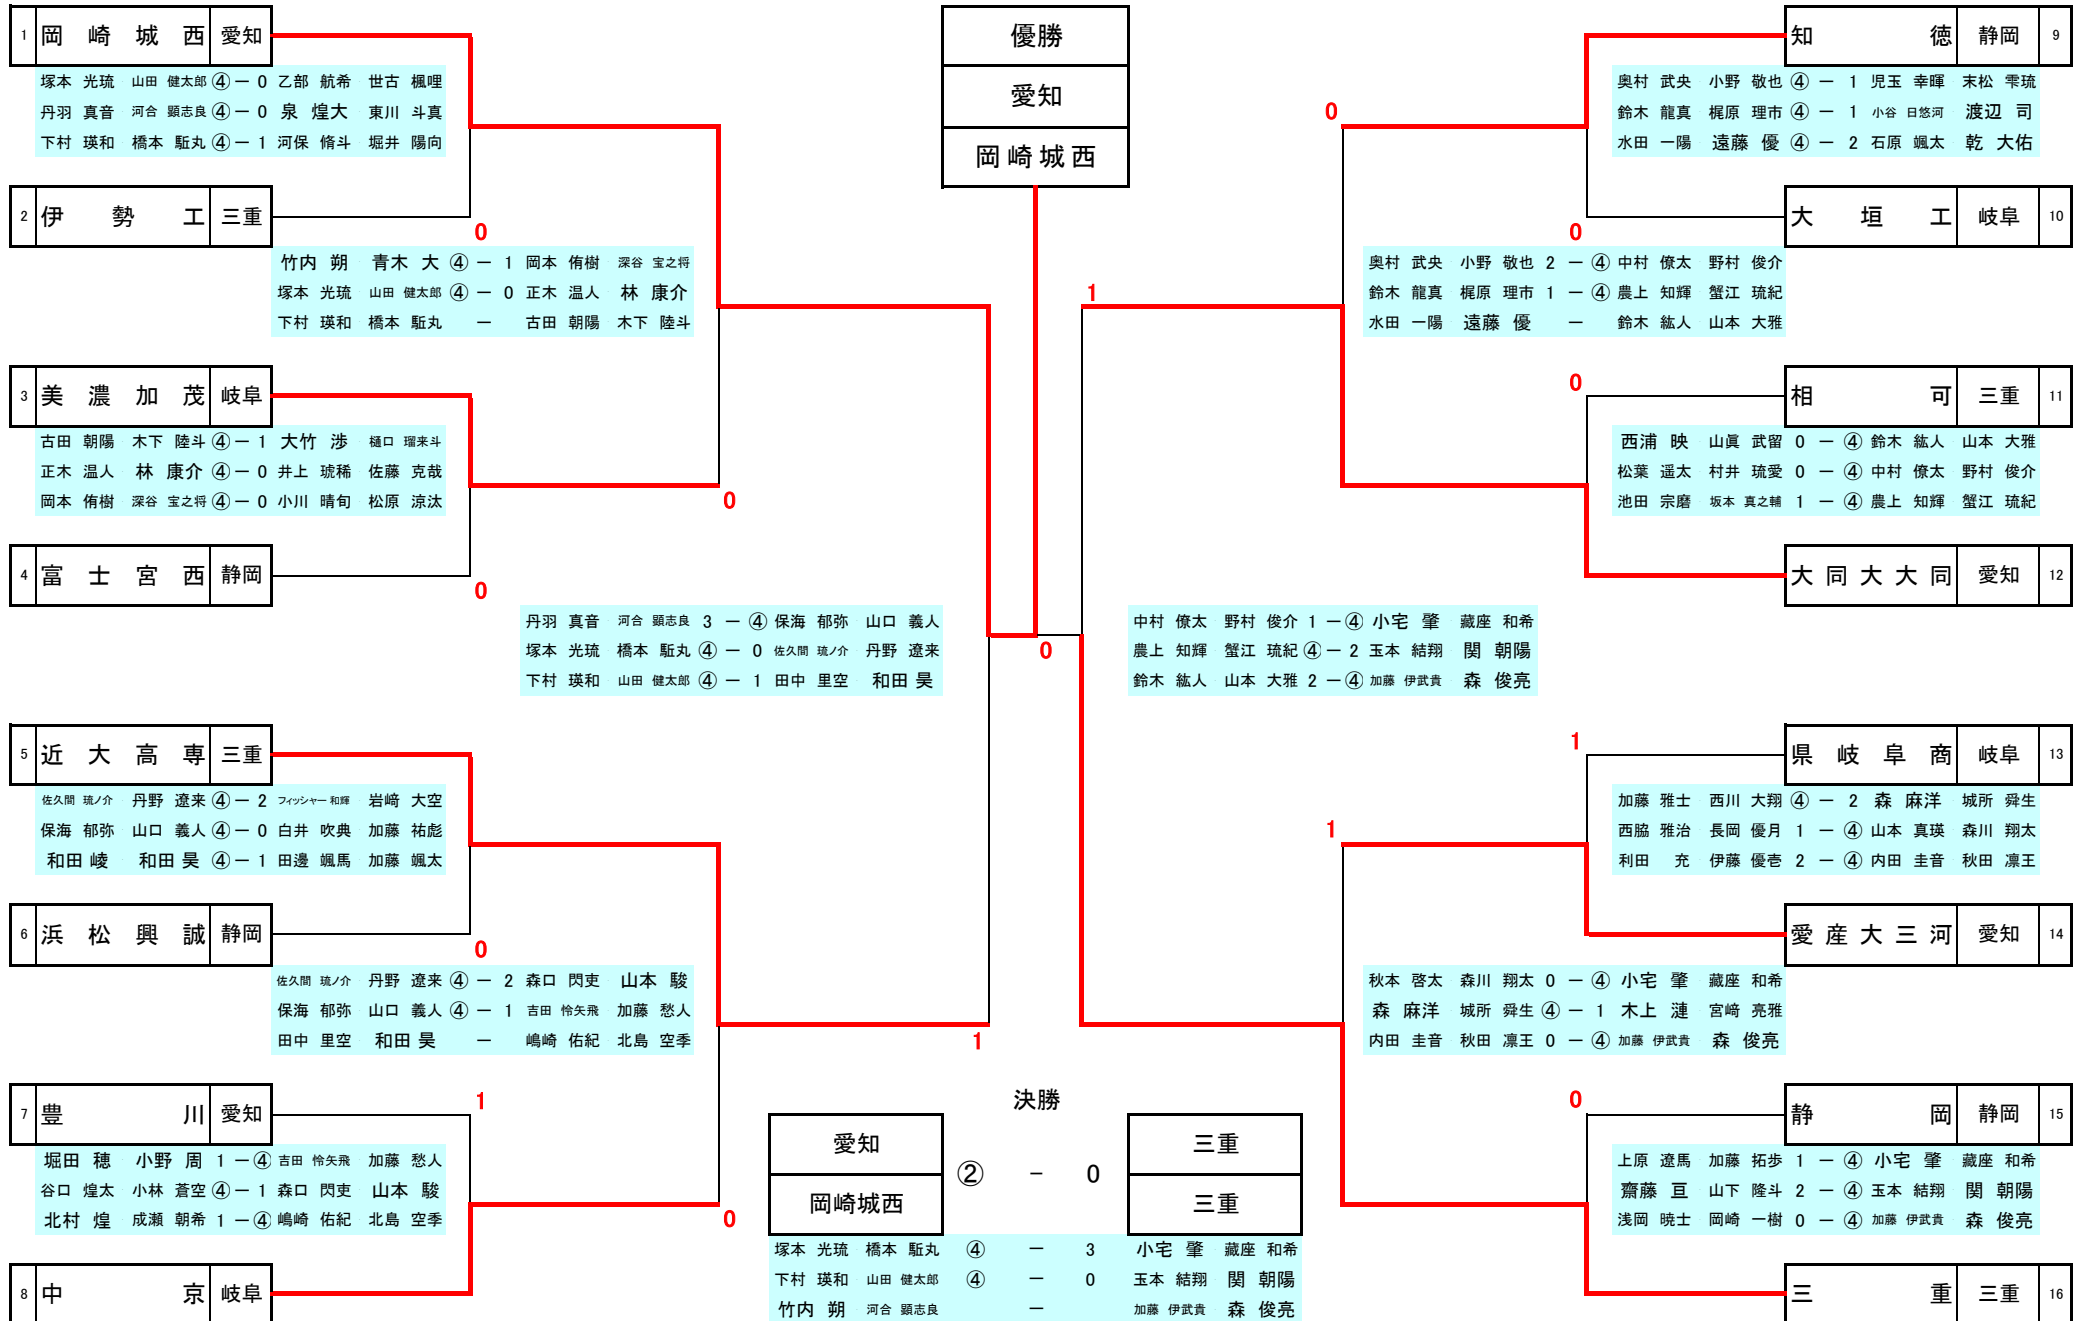 優勝
愛知
岡崎城西
1 岡崎城西 愛知
塚本 光琉 山田 健太郎 ④ー0 乙部 航希 世古 楓哩
丹羽 真音 河合 顕志良 ④ー0 泉 煌大 東川 斗真
下村 瑛和 橋本 駈丸 ④ー1 河保 脩斗 堀井 陽向
2 伊勢工 三重
0
竹内 朔 青木 大 ④ ー 1 岡本 侑樹 深谷 宝之将
塚本 光琉 山田 健太郎 ④ ー 0 正木 温人 林 康介
下村 瑛和 橋本 駈丸 ー 古田 朝陽 木下 陸斗
3 美濃加茂 岐阜
古田 朝陽 木下 陸斗 ④ー1 大竹 渉 樋口 瑠来斗
正木 温人 林 康介 ④ー0 井上 琥稀 佐藤 克哉
岡本 侑樹 深谷 宝之将 ④ー0 小川 晴旬 松原 涼汰
0
4 富士宮西 静岡
0
丹羽 真音 河合 顕志良 3 ー ④ 保海 郁弥 山口 義人
塚本 光琉 橋本 駈丸 ④ ー 0 佐久間 琉ノ介 丹野 遼来
下村 瑛和 山田 健太郎 ④ ー 1 田中 里空 和田 昊
5 近大高専 三重
佐久間 琉ノ介 丹野 遼来 ④ー2 フィッシャー 和輝 岩﨑 大空
保海 郁弥 山口 義人 ④ー0 白井 吹典 加藤 祐彪
和田 崚 和田 昊 ④ー1 田邊 颯馬 加藤 颯太
6 浜松興誠 静岡
0
佐久間 琉ノ介 丹野 遼来 ④ ー 2 森口 閃吏 山本 駿
保海 郁弥 山口 義人 ④ ー 1 吉田 怜矢飛 加藤 愁人
田中 里空 和田 昊 ー 嶋崎 佑紀 北島 空季
1
7 豊川 愛知
1
堀田 穂 小野 周 1ー④ 吉田 怜矢飛 加藤 愁人
谷口 煌太 小林 蒼空 ④ー1 森口 閃吏 山本 駿
北村 煌 成瀬 朝希 1ー④ 嶋崎 佑紀 北島 空季
0
8 中京 岐阜
知徳 静岡 9
奥村 武央 小野 敬也 ④ ー 1 児玉 幸暉 末松 雫琉
鈴木 龍真 梶原 理市 ④ ー 1 小谷 日悠河 渡辺 司
水田 一陽 遠藤 優 ④ ー 2 石原 颯太 乾 大佑
0
大垣工 岐阜 10
0
奥村 武央 小野 敬也 2 ー ④ 中村 僚太 野村 俊介
鈴木 龍真 梶原 理市 1 ー ④ 農上 知輝 蟹江 琉紀
水田 一陽 遠藤 優 ー 鈴木 紘人 山本 大雅
1
0
相可 三重 11
西浦 映 山眞 武留 0 ー ④ 鈴木 紘人 山本 大雅
松葉 遥太 村井 琉愛 0 ー ④ 中村 僚太 野村 俊介
池田 宗磨 坂本 真之輔 1 ー ④ 農上 知輝 蟹江 琉紀
大同大大同 愛知 12
0
中村 僚太 野村 俊介 1ー④ 小宅 肇 藏座 和希
農上 知輝 蟹江 琉紀 ④ー2 玉本 結翔 関 朝陽
鈴木 紘人 山本 大雅 2ー④ 加藤 伊武貴 森 俊亮
1
県岐阜商 岐阜 13
加藤 雅士 西川 大翔 ④ ー 2 森 麻洋 城所 舜生
西脇 雅治 長岡 優月 1 ー ④ 山本 真瑛 森川 翔太
利田 充 伊藤 優壱 2 ー ④ 内田 圭音 秋田 凛王
1
愛産大三河 愛知 14
秋本 啓太 森川 翔太 0 ー ④ 小宅 肇 藏座 和希
森 麻洋 城所 舜生 ④ ー 1 木上 漣 宮﨑 亮雅
内田 圭音 秋田 凛王 0 ー ④ 加藤 伊武貴 森 俊亮
0
静岡 静岡 15
上原 遼馬 加藤 拓歩 1 ー ④ 小宅 肇 藏座 和希
齋藤 亘 山下 隆斗 2 ー ④ 玉本 結翔 関 朝陽
浅岡 暁士 岡崎 一樹 0 ー ④ 加藤 伊武貴 森 俊亮
三重 三重 16
決勝
愛知 ② － 0 三重
岡崎城西 三重
塚本 光琉 橋本 駈丸 ④ ー 3 小宅 肇 藏座 和希
下村 瑛和 山田 健太郎 ④ ー 0 玉本 結翔 関 朝陽
竹内 朔 河合 顕志良 ー 加藤 伊武貴 森 俊亮